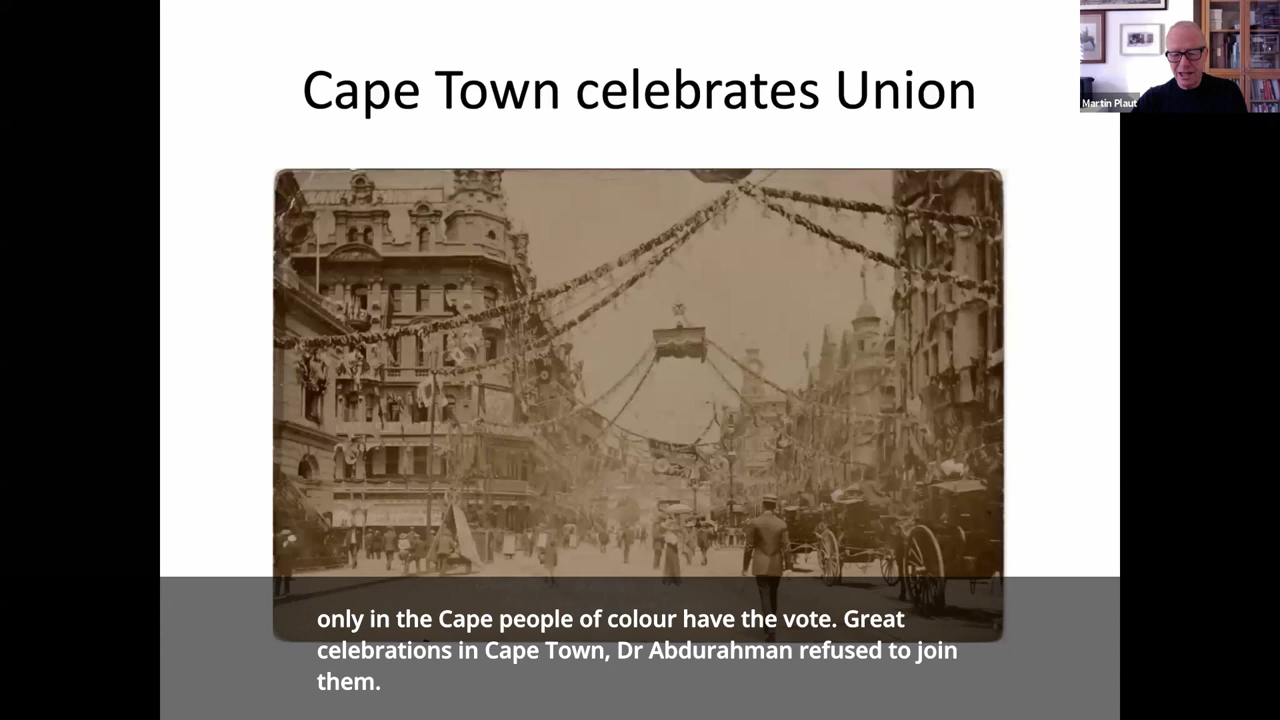 Cape Town celebrates Union
Martin Plaut
only in the Cape people of colour have the vote. Great
celebrations in Cape Town, Dr Abdurahman refused to join
them.